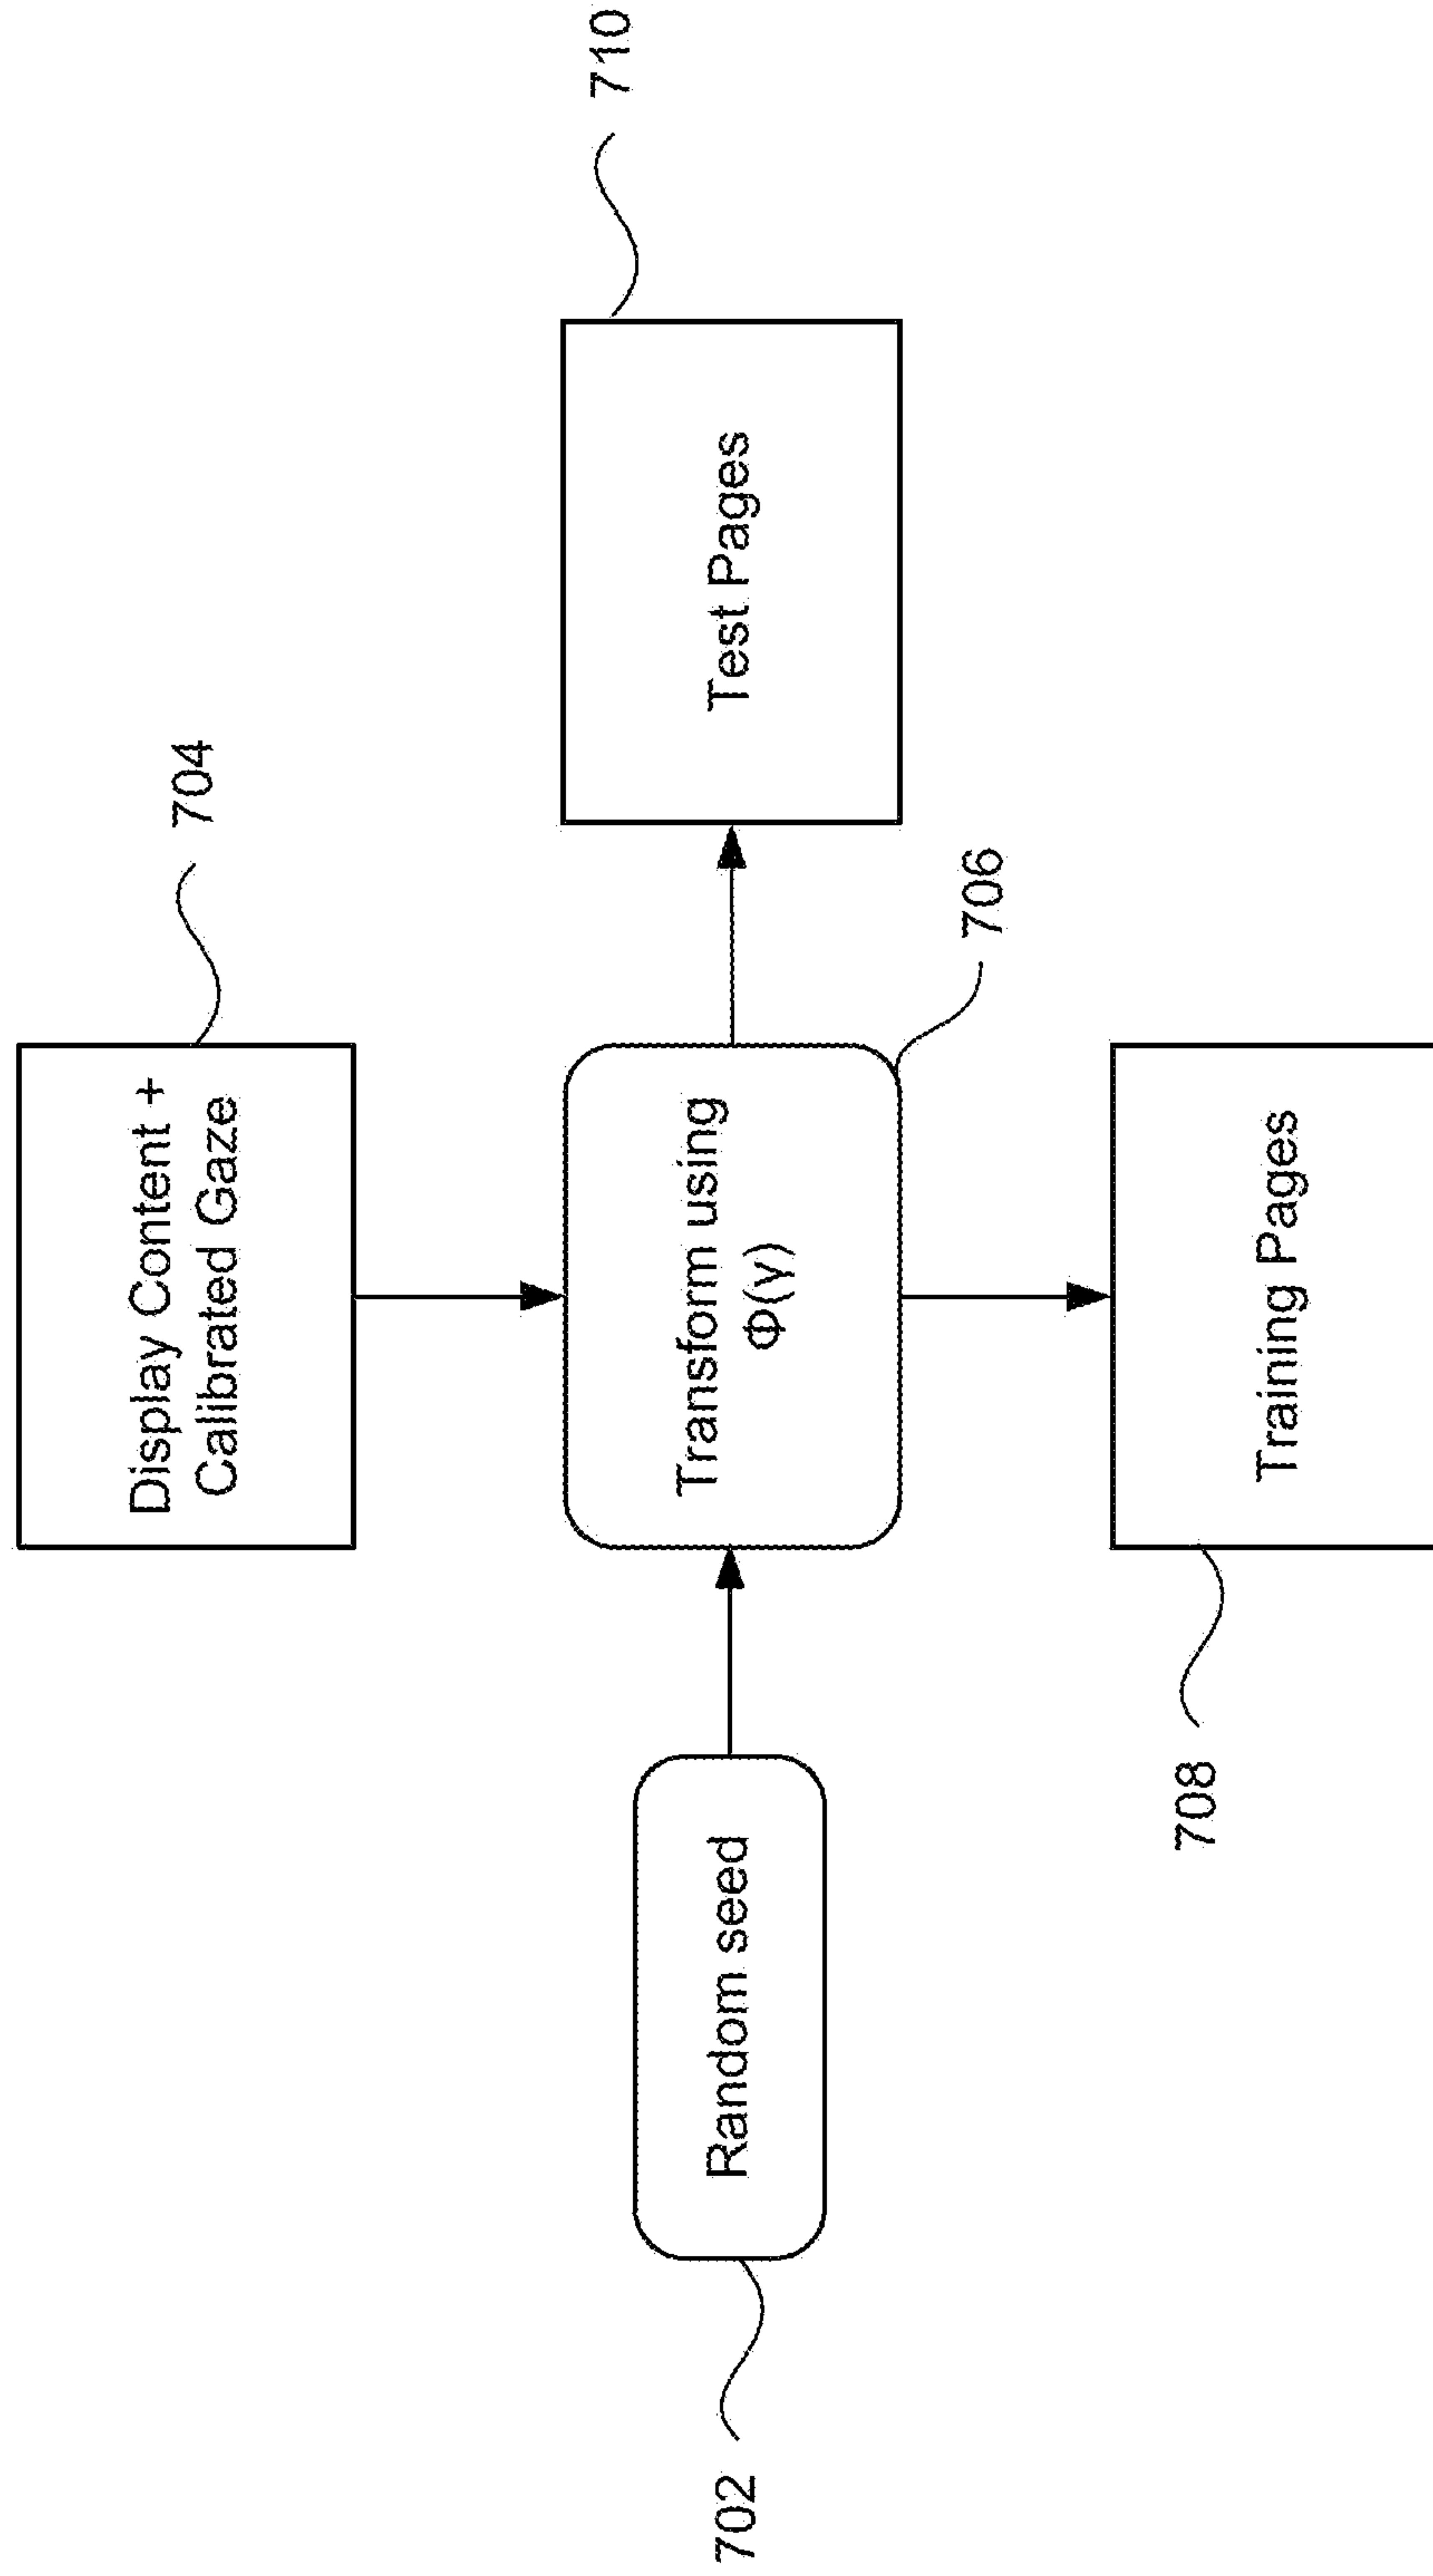 Display Content +
Calibrated Gaze
704
Random seed
702
Transform using
Φ(γ)
706
Test Pages
710
Training Pages
708